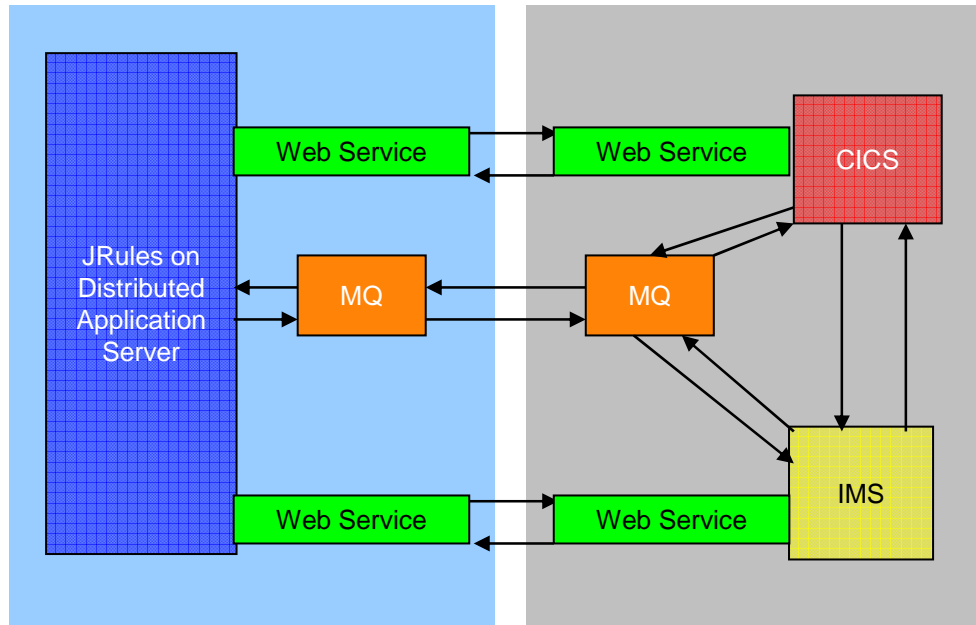 Web Service
Web Service
CICS
JRules on
Distributed
Application
Server
MQ
MQ
IMS
Web Service
Web Service